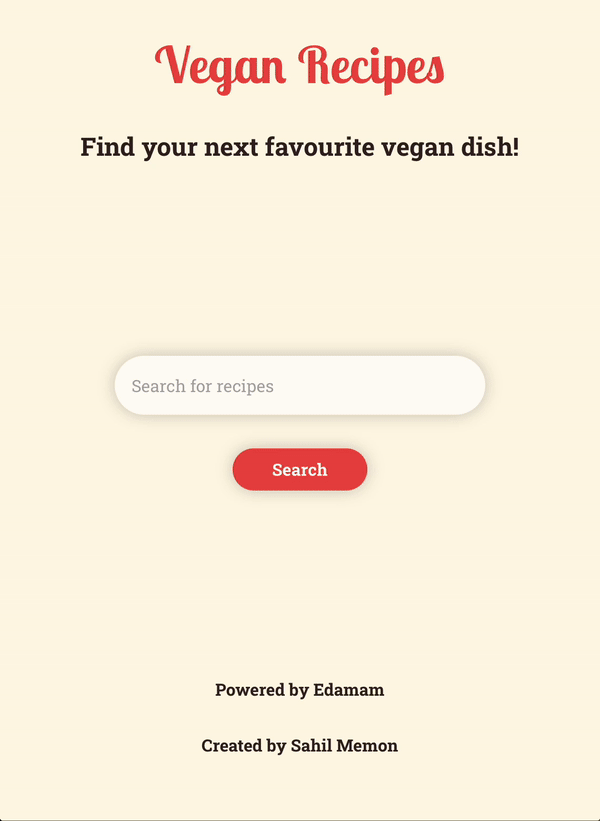 Vegan Recipes
Find your next favourite vegan dish!
Search for recipes
Search
Powered by Edamam
Created by Sahil Memon